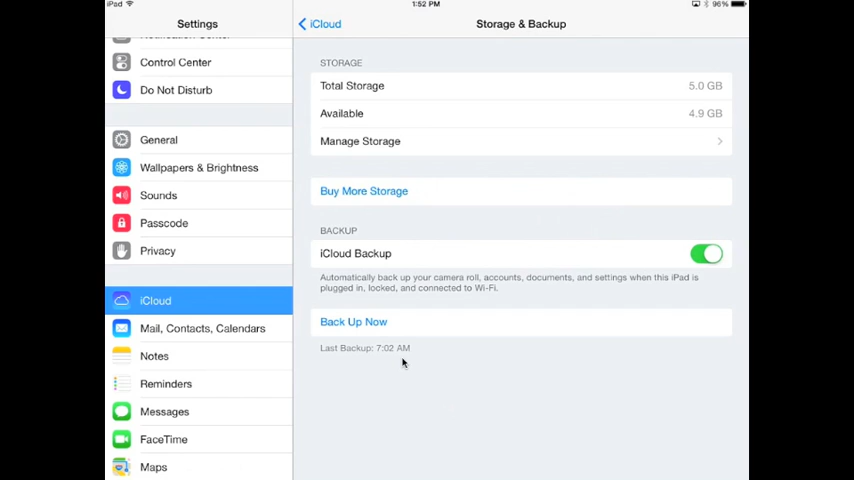 iPad
1:52 PM
96%
Settings
iCloud
Storage & Backup
Notification Center
Control Center
Do Not Disturb
General
Wallpapers & Brightness
Sounds
Passcode
Privacy
iCloud
Mail, Contacts, Calendars
Notes
Reminders
Messages
FaceTime
Maps
STORAGE
Total Storage 5.0 GB
Available 4.9 GB
Manage Storage
Buy More Storage
BACKUP
iCloud Backup
Automatically back up your camera roll, accounts, documents, and settings when this iPad is
plugged in, locked, and connected to Wi-Fi.
Back Up Now
Last Backup: 7:02 AM